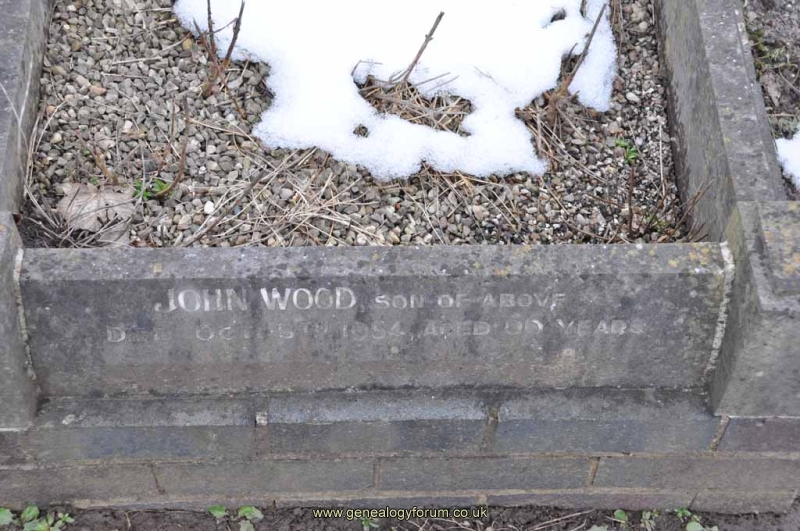 JOHN WOOD SON OF ABOVE
OCT 1954, AGED YEARS
www.genealogyforum.co.uk